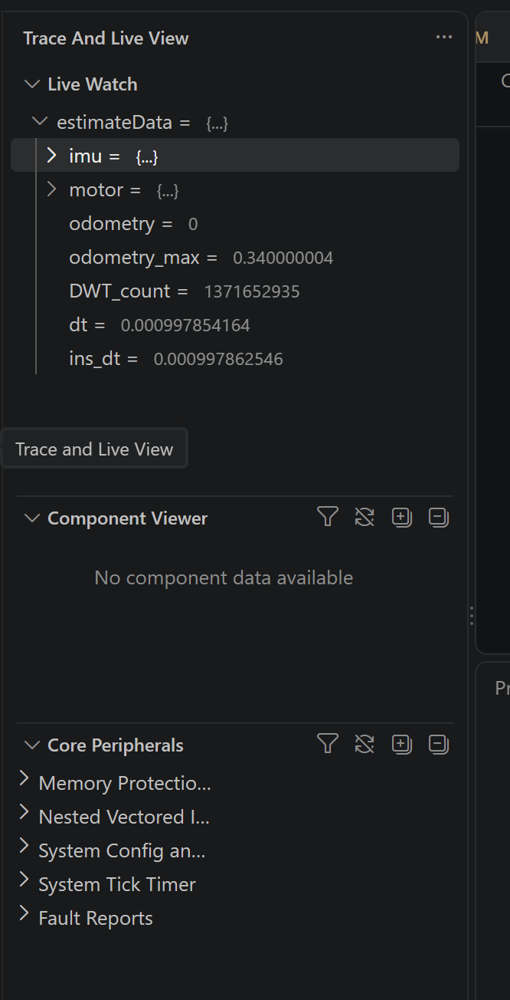 Trace And Live View
M
Live Watch
estimateData = {...}
imu = {...}
motor = {...}
odometry = 0
odometry_max = 0.340000004
DWT_count = 1371652935
dt = 0.000997854164
ins_dt = 0.000997862546
Trace and Live View
Component Viewer
No component data available
Pr
Core Peripherals
Memory Protectio...
Nested Vectored I...
System Config an...
System Tick Timer
Fault Reports